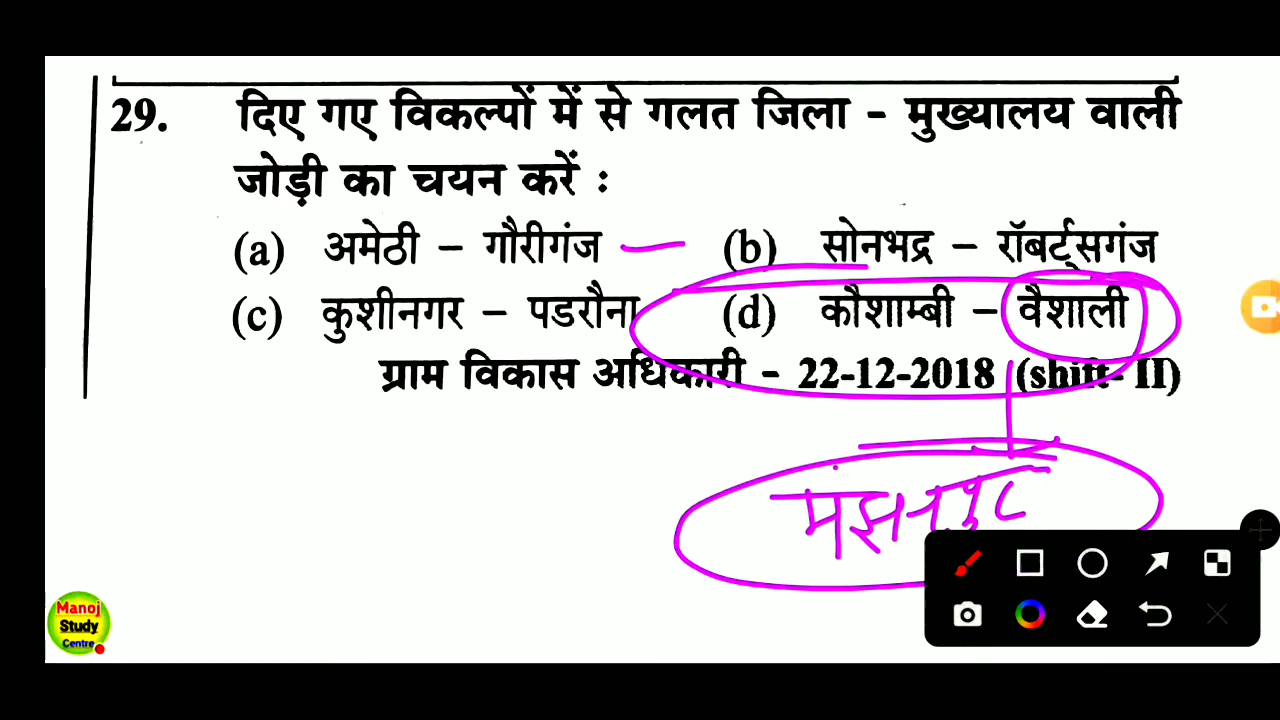 29. दिए गए विकल्पों में से गलत जिला - मुख्यालय वाली
जोड़ी का चयन करें :
(a) अमेठी – गौरीगंज (b) सोनभद्र – रॉबर्ट्सगंज
(c) कुशीनगर – पडरौना (d) कौशाम्बी – वैशाली
ग्राम विकास अधिकारी - 22-12-2018 (shift- II)
मंझनपुर
Manoj
Study
Centre